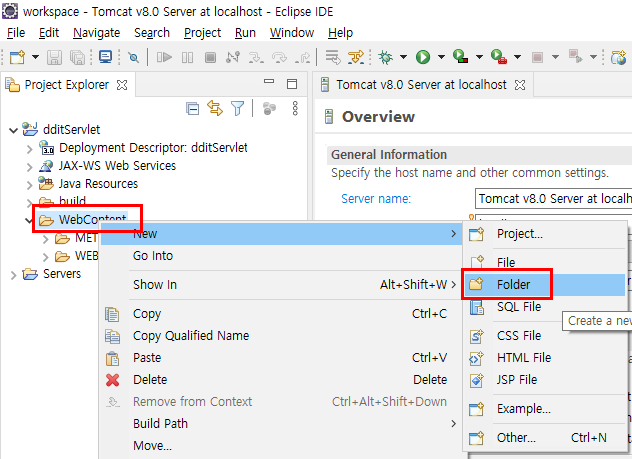 workspace - Tomcat v8.0 Server at localhost - Eclipse IDE
File Edit Navigate Search Project Run Window Help
Project Explorer
Tomcat v8.0 Server at localhost
dditServlet
Deployment Descriptor: dditServlet
JAX-WS Web Services
Java Resources
build
WebContent
MET
WEB
Servers
Overview
General Information
Specify the host name and other common settings.
Server name: Tomcat v8.0 Server at localh
New
Go Into
Show In Alt+Shift+W
Copy Ctrl+C
Copy Qualified Name
Paste Ctrl+V
Delete Delete
Remove from Context Ctrl+Alt+Shift+Down
Build Path
Move...
Project...
File
Folder
SQL File
Create a new
CSS File
HTML File
JSP File
Example...
Other... Ctrl+N